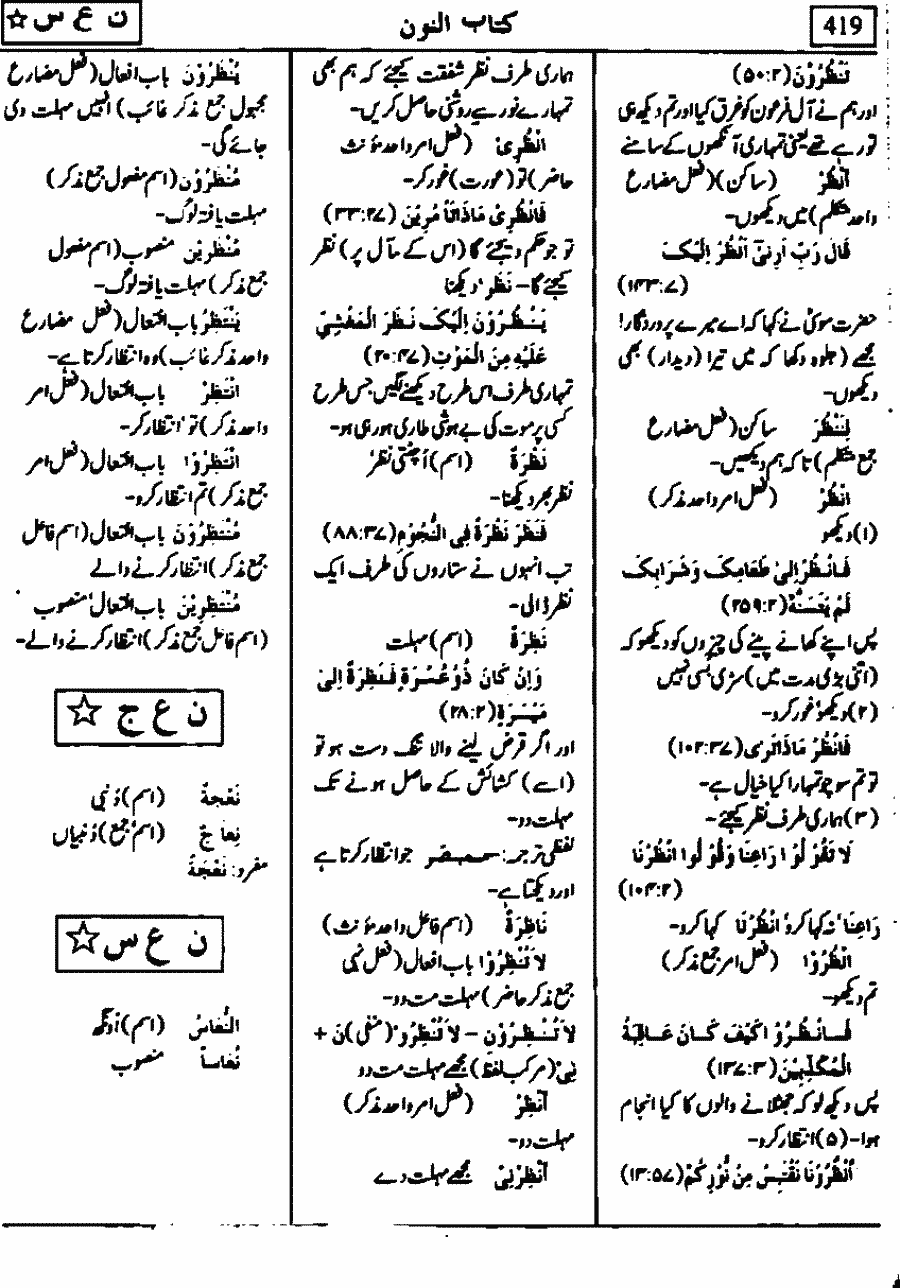 419
کتاب النون
ن ع س ☆
تَنْظُرُوْنَ (۵۰:۲)
اور ہم نے آل فرعون کو غرق کیا اور تم دیکھ ہی
تو رہے تھے یعنی تمہاری آنکھوں کے سامنے
اَنْظُرْ (ساکن) (فعل مضارع
واحد متکلم) میں دیکھوں-
قَالَ رَبِّ اَرِنِیْٓ اَنْظُرْ اِلَیْکَ
(۱۴۳:۷)
حضرت موسیٰ نے کہا کہ اے میرے پروردگار!
مجھے (جلوہ دکھا کہ میں تیرا (دیدار) بھی
دیکھوں-
لِنَنْظُرَ ساکن (فعل مضارع
جمع متکلم) تا کہ ہم دیکھیں-
اُنْظُرْ (فعل امر واحد مذکر)
(۱) دیکھو
فَانْظُرْ اِلیٰ طَعَامِکَ وَشَرَابِکَ
لَمْ یَتَسَنَّهْ (۲۵۹:۲)
پس اپنے کھانے پینے کی چیزوں کو دیکھو کہ
(اتنی بڑی مدت میں) سڑی بسی نہیں
(۲) دیکھو' غور کرو-
فَانْظُرْ مَاذَا تَرٰی (۱۰۲:۳۷)
تو تم سوچو تمہارا کیا خیال ہے-
(۳) ہماری طرف نظر کیجئے-
لَا تَقُوْلُوْا رَاعِنَا وَقُوْلُوا انْظُرْنَا
(۱۰۴:۲)
رَاعِنَا' نہ کہا کرو' اُنْظُرْنَا کہا کرو-
اُنْظُرُوْا (فعل امر جمع مذکر)
تم دیکھو-
فَانْظُرُوْا کَیْفَ کَانَ عَاقِبَةُ
الْمُکَذِّبِیْنَ (۱۳۷:۳)
پس دیکھ لو کہ جھٹلانے والوں کا کیا انجام
ہوا-(۵) انتظار کرو-
اُنْظُرُوْنَا نَقْتَبِسْ مِنْ نُّوْرِکُمْ (۱۳:۵۷)
ہماری طرف نظر شفقت کیجئے کہ ہم بھی
تمہارے نور سے روشنی حاصل کریں-
اُنْظُرِیْ (فعل امر واحد مؤنث
حاضر) تو (عورت) غور کر-
فَانْظُرِیْ مَاذَا تَاْمُرِیْنَ (۳۳:۲۷)
تو جو حکم دیجئے گا (اس کے مآل پر) نظر
کیجئے گا- نَظَر' دیکھنا
یَنْظُرُوْنَ اِلَیْکَ نَظَرَ الْمَغْشِیِّ
عَلَیْهِ مِنَ الْمَوْتِ (۲۰:۴۷)
تمہاری طرف اس طرح دیکھنے لگیں جس طرح
کسی پر موت کی بے ہوشی طاری ہو رہی ہو-
نَظْرَةٌ (اسم) اُچٹتی نظر'
نظر بھر دیکھنا-
فَنَظَرَ نَظْرَةً فِی النُّجُوْمِ (۸۸:۳۷)
تب انہوں نے ستاروں کی طرف ایک
نظر ڈالی-
نَظِرَةٌ (اسم) مہلت
وَاِنْ کَانَ ذُوْ عُسْرَةٍ فَنَظِرَةٌ اِلیٰ
مَیْسَرَةٍ (۲۸:۲)
اور اگر قرض لینے والا تنگ دست ہو تو
(اسے) کشائش کے حاصل ہونے تک
مہلت دو-
لفظی ترجمہ: جو انتظار کرتا ہے
اور دیکھتا ہے-
نَاظِرَةٌ (اسم فاعل واحد مؤنث)
لَا تُنْظِرُوْا باب افعال (فعل نہی
جمع مذکر حاضر) مہلت مت دو-
لَا تُنْظِرُوْنِ - لَا تُنْظِرُو' (منفی) نَ +
نِیْ' (مرکب لفظ) مجھے مہلت مت دو
اَنْظِرْ (فعل امر واحد مذکر)
مہلت دو-
اَنْظِرْنِیْ مجھے مہلت دے
یُنْظَرُوْنَ باب افعال (فعل مضارع
مجہول جمع مذکر غائب) انہیں مہلت دی
جائے گی-
مُنْظَرُوْنَ (اسم مفعول جمع مذکر)
مہلت یافتہ لوگ-
مُنْظَرِیْنَ منصوب (اسم مفعول
جمع مذکر) مہلت یافتہ لوگ-
یَنْتَظِرُ باب افتعال (فعل مضارع
واحد مذکر غائب) وہ انتظار کرتا ہے-
اِنْتَظِرْ باب افتعال (فعل امر
واحد مذکر) تو' انتظار کر-
اِنْتَظِرُوْا باب افتعال (فعل امر
جمع مذکر) تم انتظار کرو-
مُنْتَظِرُوْنَ باب افتعال (اسم فاعل
جمع مذکر) انتظار کرنے والے
مُنْتَظِرِیْنَ باب افتعال' منصوب
(اسم فاعل جمع مذکر) انتظار کرنے والے-
ن ع ج ☆
نَعْجَةٌ (اسم) دُنبی
نِعَاجٌ (اسم' جمع) دُنبیاں
مفرد: نَعْجَةٌ
ن ع س ☆
النُّعَاسُ (اسم) اُونگھ
نُعَاساً منصوب